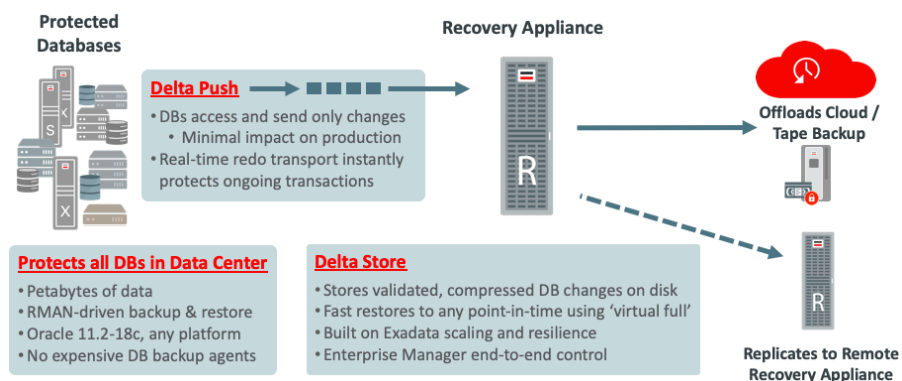 Protected
Databases
Recovery Appliance
Delta Push
• DBs access and send only changes
• Minimal impact on production
• Real-time redo transport instantly
protects ongoing transactions
S
X
X
R
Offloads Cloud /
Tape Backup
Protects all DBs in Data Center
• Petabytes of data
• RMAN-driven backup & restore
• Oracle 11.2-18c, any platform
• No expensive DB backup agents
Delta Store
• Stores validated, compressed DB changes on disk
• Fast restores to any point-in-time using ‘virtual full’
• Built on Exadata scaling and resilience
• Enterprise Manager end-to-end control
R
Replicates to Remote
Recovery Appliance